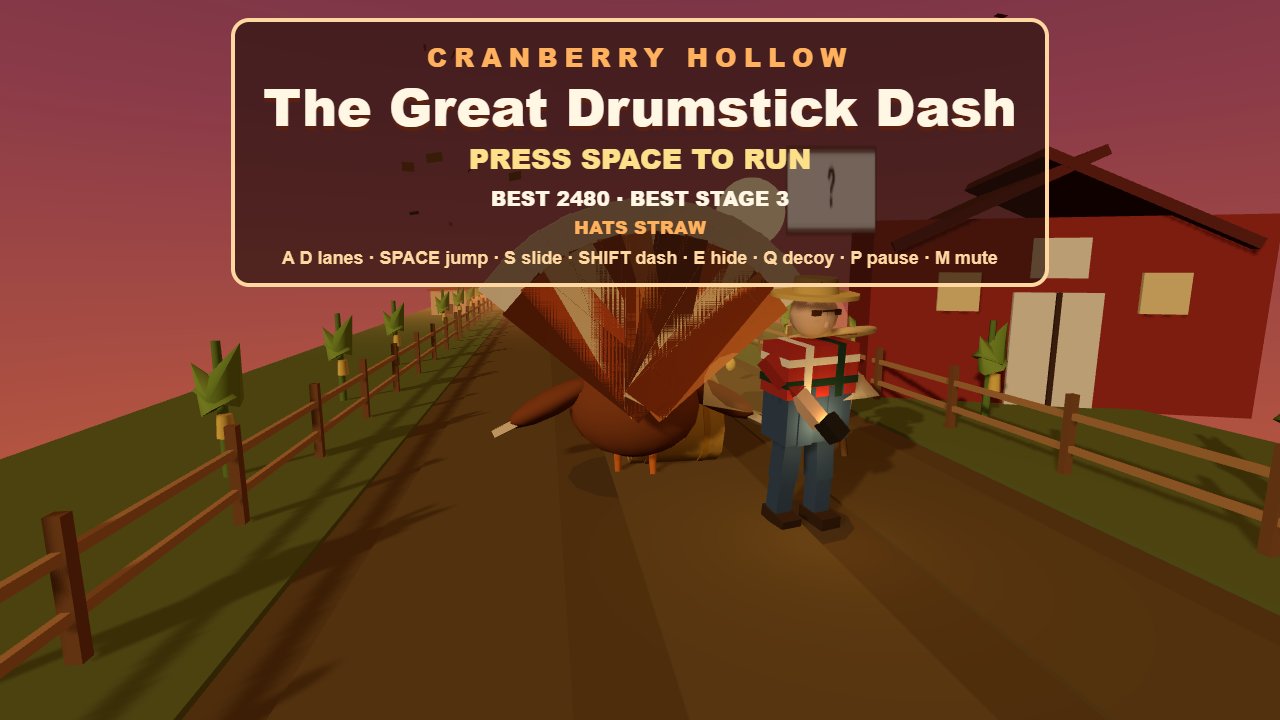 CRANBERRY HOLLOW
The Great Drumstick Dash
PRESS SPACE TO RUN
?
BEST 2480 · BEST STAGE 3
HATS STRAW
A D lanes · SPACE jump · S slide · SHIFT dash · E hide · Q decoy · P pause · M mute